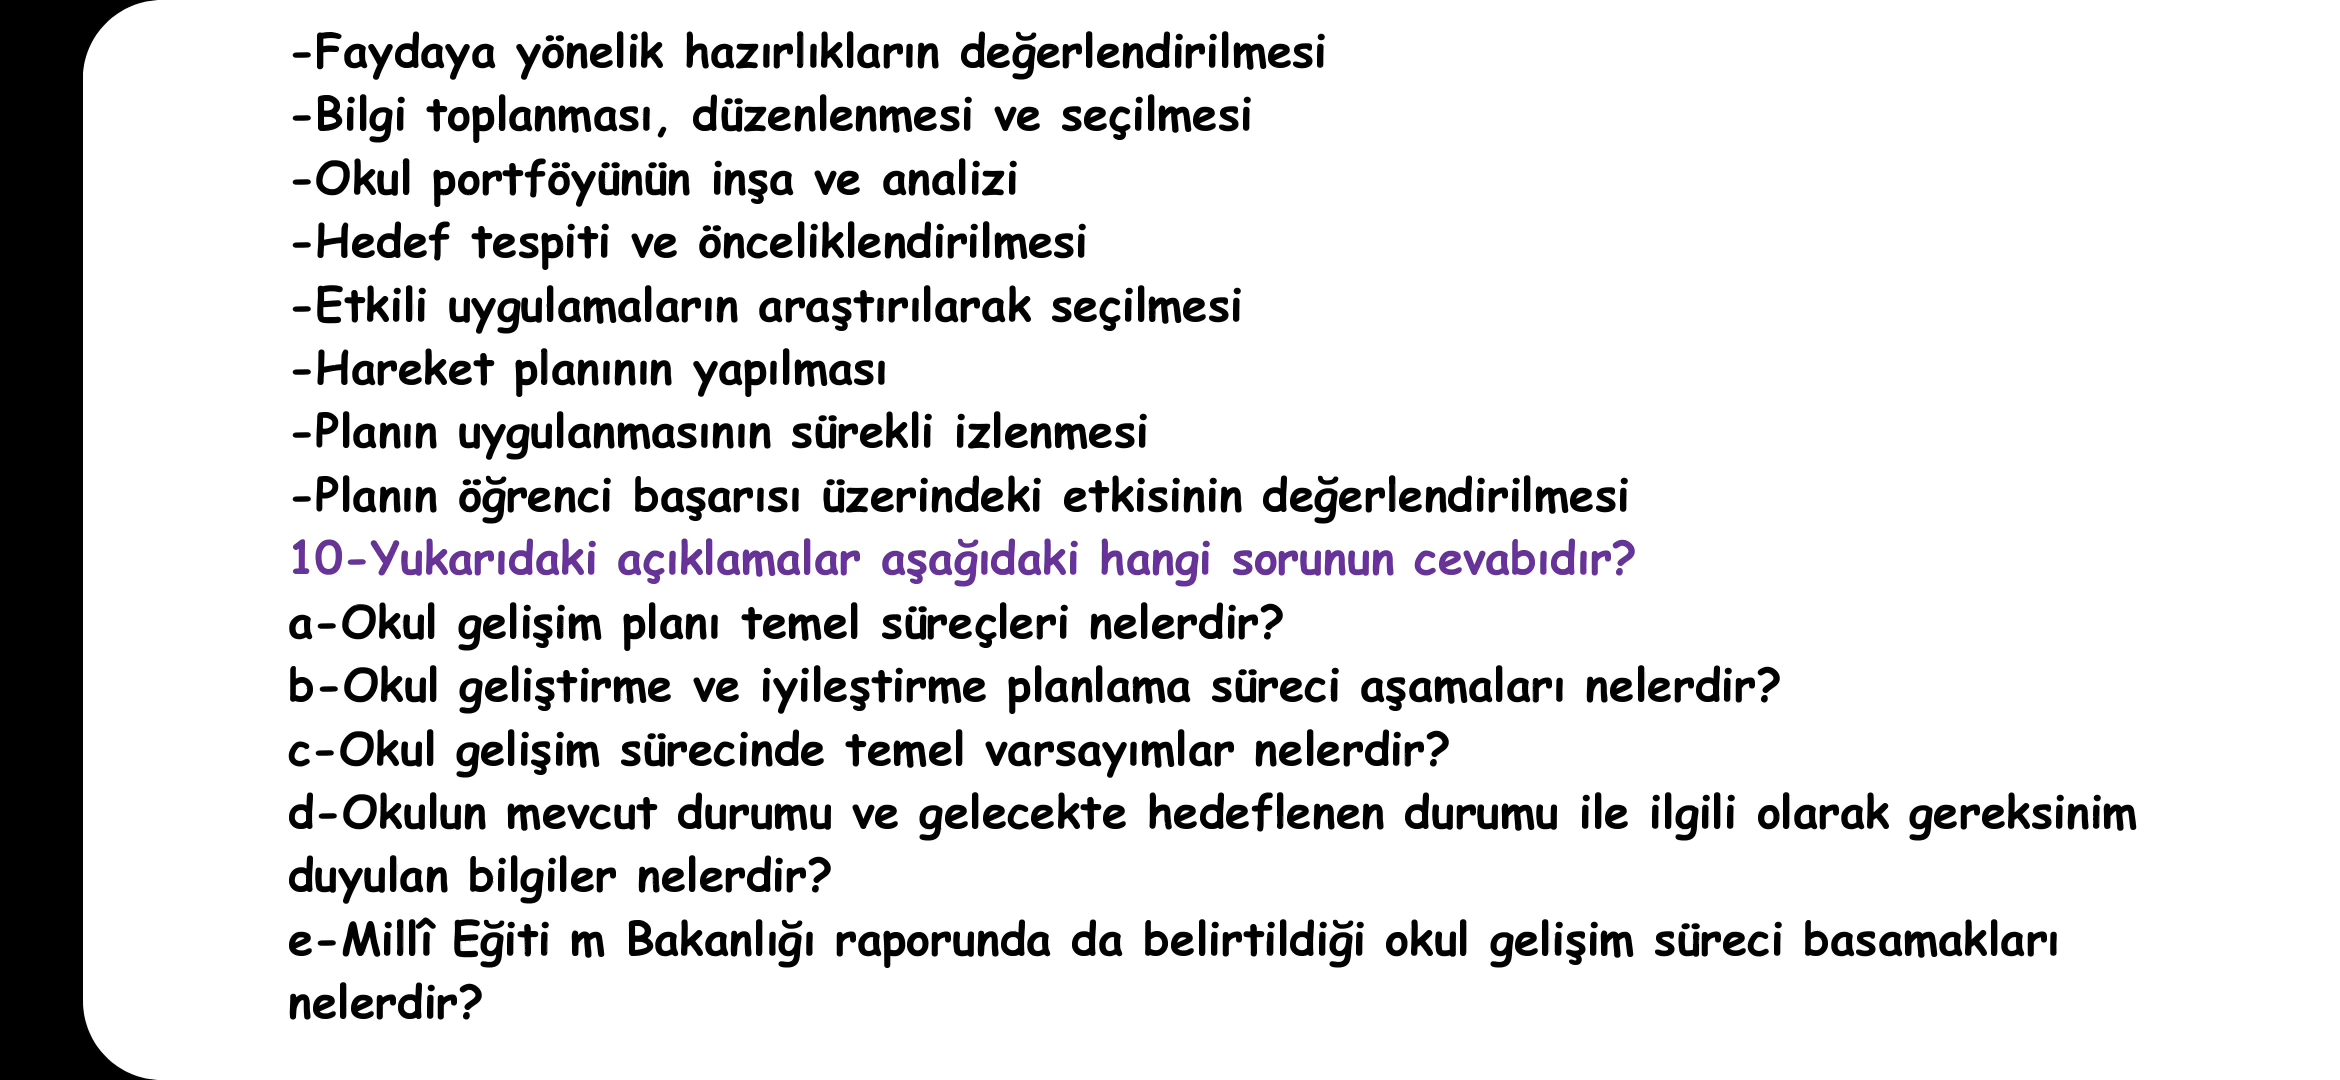 -Faydaya yönelik hazırlıkların değerlendirilmesi
-Bilgi toplanması, düzenlenmesi ve seçilmesi
-Okul portföyünün inşa ve analizi
-Hedef tespiti ve önceliklendirilmesi
-Etkili uygulamaların araştırılarak seçilmesi
-Hareket planının yapılması
-Planın uygulanmasının sürekli izlenmesi
-Planın öğrenci başarısı üzerindeki etkisinin değerlendirilmesi
10-Yukarıdaki açıklamalar aşağıdaki hangi sorunun cevabıdır?
a-Okul gelişim planı temel süreçleri nelerdir?
b-Okul geliştirme ve iyileştirme planlama süreci aşamaları nelerdir?
c-Okul gelişim sürecinde temel varsayımlar nelerdir?
d-Okulun mevcut durumu ve gelecekte hedeflenen durumu ile ilgili olarak gereksinim
duyulan bilgiler nelerdir?
e-Millî Eğiti m Bakanlığı raporunda da belirtildiği okul gelişim süreci basamakları
nelerdir?